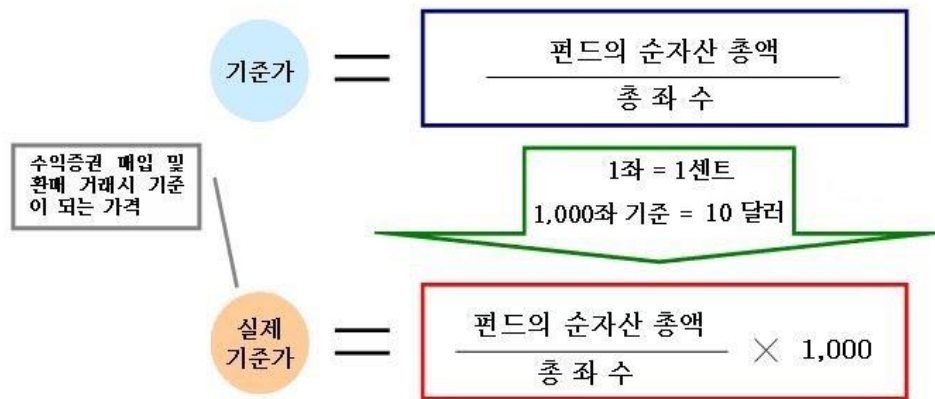 기준가
펀드의 순자산 총액
총 좌 수
수익증권 매입 및
환매 거래시 기준
이 되는 가격
1좌 = 1센트
1,000좌 기준 = 10 달러
실제
기준가
펀드의 순자산 총액
총 좌 수
× 1,000